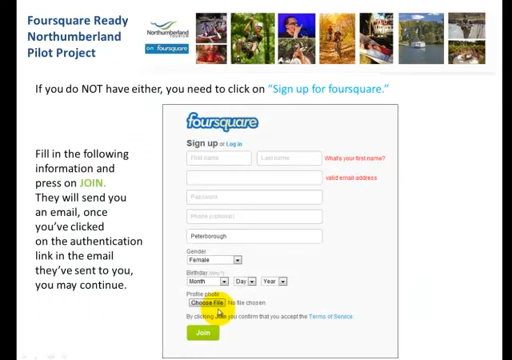 Foursquare Ready
Northumberland
Pilot Project
Northumberland
TOURISM
on foursquare
If you do NOT have either, you need to click on "Sign up for foursquare."
foursquare
Sign up or Log in
First name Last name What's your first name?
valid email address
Password
Phone (optional)
Peterborough
Gender
Female
Birthday
Month Day Year
Profile photo
Choose File No file chosen
By clicking Join you confirm that you accept the Terms of Service
Join
Fill in the following
information and
press on JOIN.
They will send you
an email, once
you've clicked
on the authentication
link in the email
they've sent to you,
you may continue.